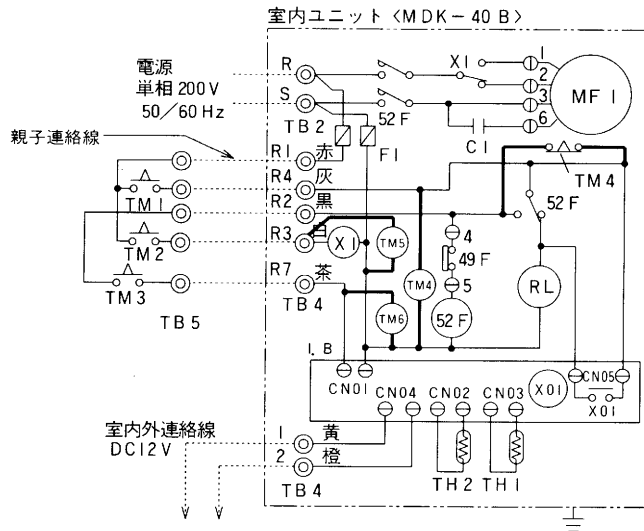 室内ユニット〈MDK-40B〉
電源
単相200V
50/60Hz
R
S
TB2
52F
X1
1
2
3
6
MF1
C1
親子連絡線
R1 赤
R4 灰
R2 黒
R3 白
R7 茶
TB4
F1
TM1
TM2
TM3
TB5
X1
TM5
TM4
TM6
4
49F
5
52F
TM4
52F
RL
I.B
CN01
CN04
CN02
CN03
X01
CN05
X01
室内外連絡線
DC12V
1 黄
2 橙
TB4
TH2
TH1